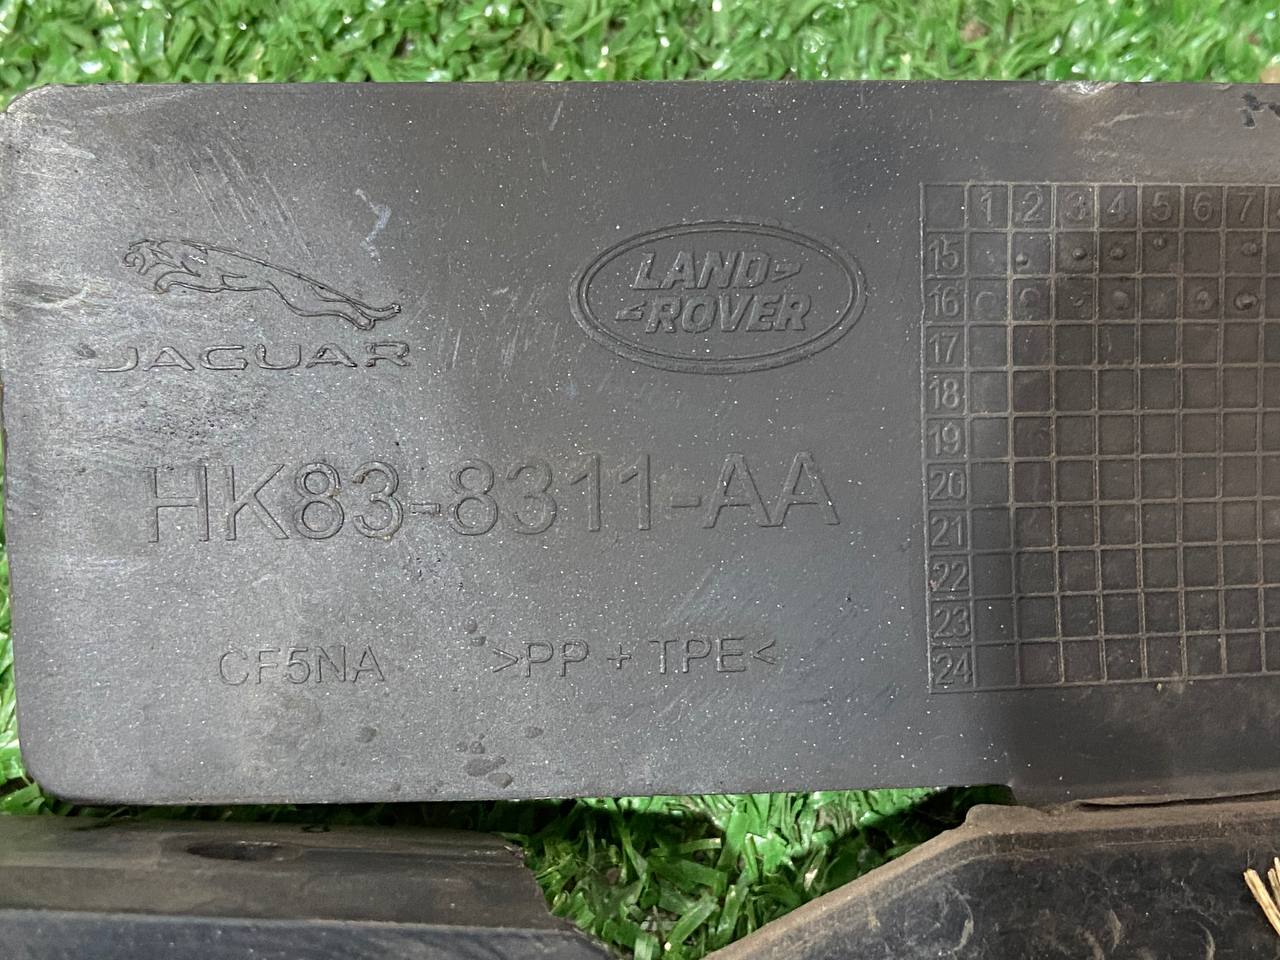 JAGUAR
LAND
ROVER
HK83-8311-AA
CF5NA >PP + TPE<
1 2 3 4 5 6 7
15
16
17
18
19
20
21
22
23
24